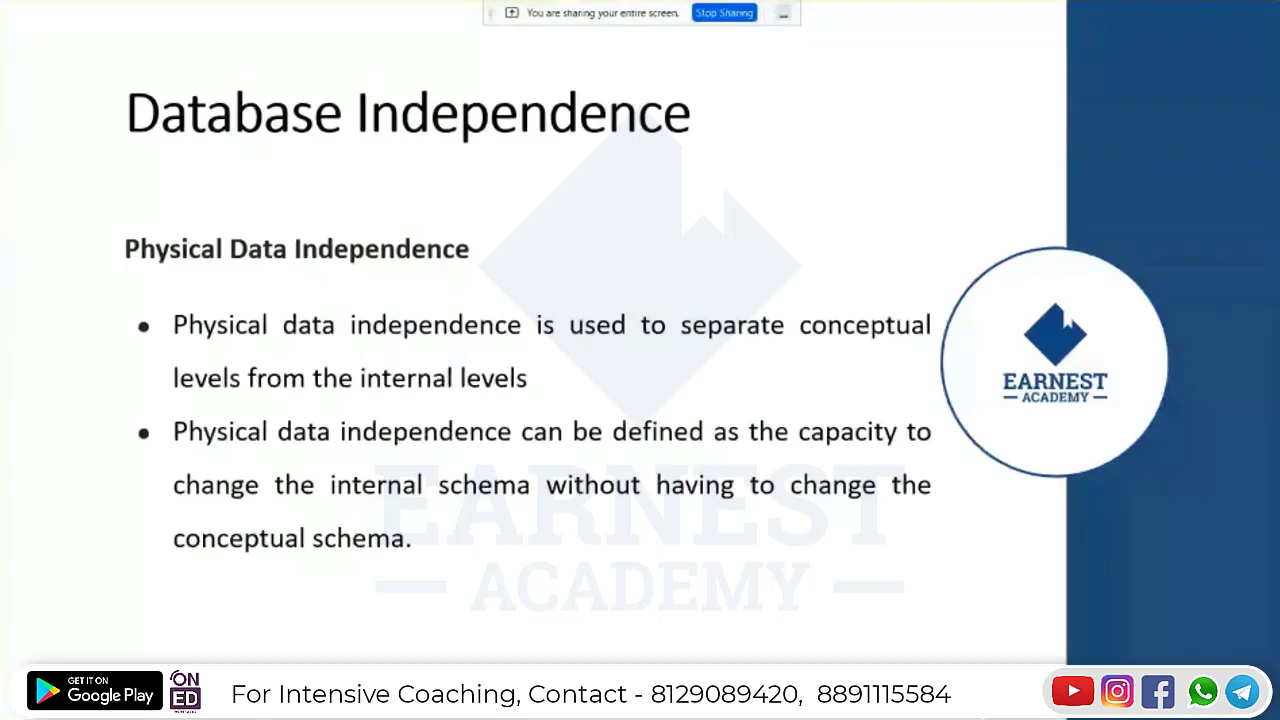 You are sharing your entire screen. Stop Sharing
Database Independence
Physical Data Independence
● Physical data independence is used to separate conceptual
levels from the internal levels
● Physical data independence can be defined as the capacity to
change the internal schema without having to change the
conceptual schema.
EARNEST
ACADEMY
EARNEST
ACADEMY
GET IT ON
Google Play
ON
ED
For Intensive Coaching, Contact - 8129089420, 8891115584